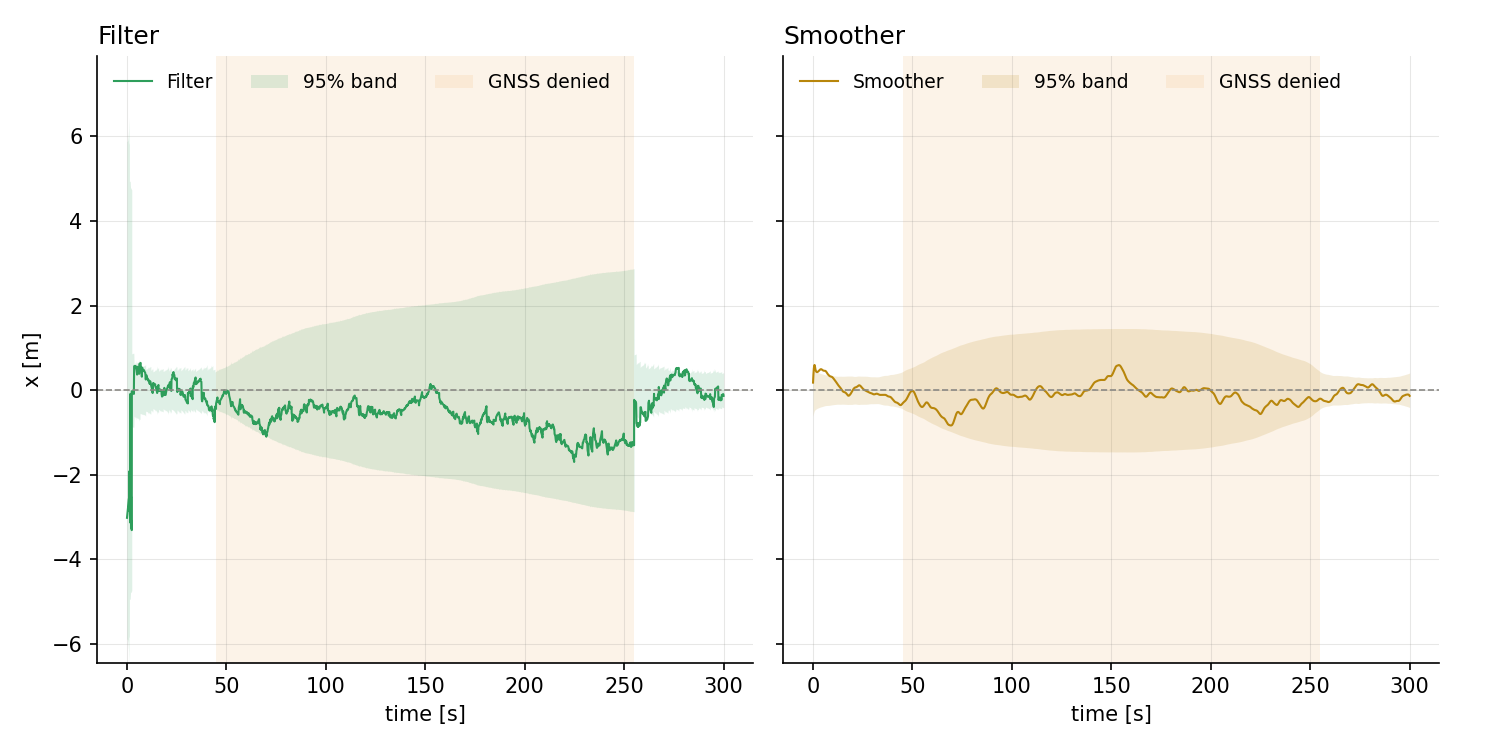 Filter
Filter 95% band GNSS denied
x [m]
6
4
2
0
−2
−4
−6
0 50 100 150 200 250 300
time [s]
Smoother
Smoother 95% band GNSS denied
0 50 100 150 200 250 300
time [s]